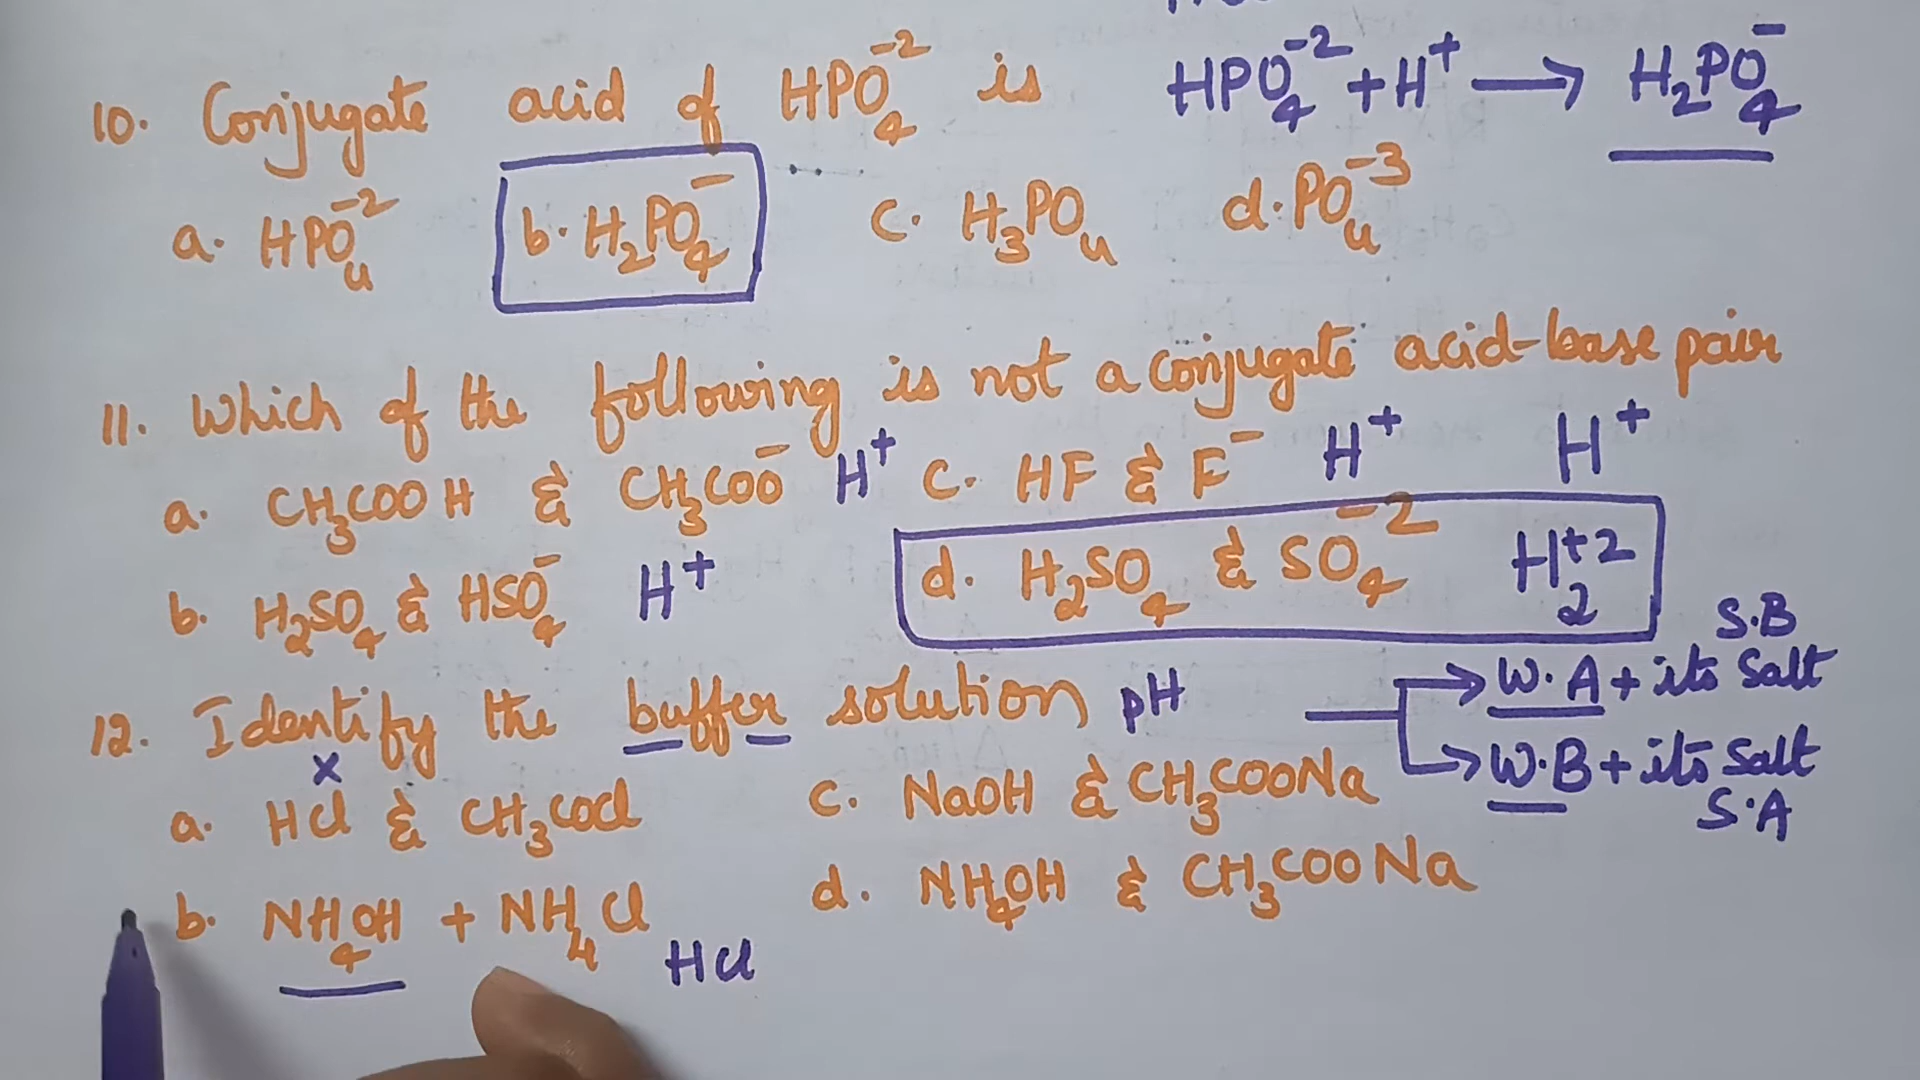 10. Conjugate acid of HPO₄⁻² is HPO₄⁻² + H⁺ → H₂PO₄⁻
a. HPO₄⁻² b. H₂PO₄⁻ c. H₃PO₄ d. PO₄⁻³
11. Which of the following is not a conjugate acid-base pair
a. CH₃COOH & CH₃COO⁻ H⁺ c. HF & F⁻ H⁺ H⁺
b. H₂SO₄ & HSO₄⁻ H⁺ d. H₂SO₄ & SO₄⁻² H₂⁺²
S.B
12. Identify the buffer solution pH → W.A + its Salt
→ W.B + its Salt
S.A
x
a. HCl & CH₃COCl c. NaOH & CH₃COONa
b. NH₄OH + NH₄Cl d. NH₄OH & CH₃COONa
HCl